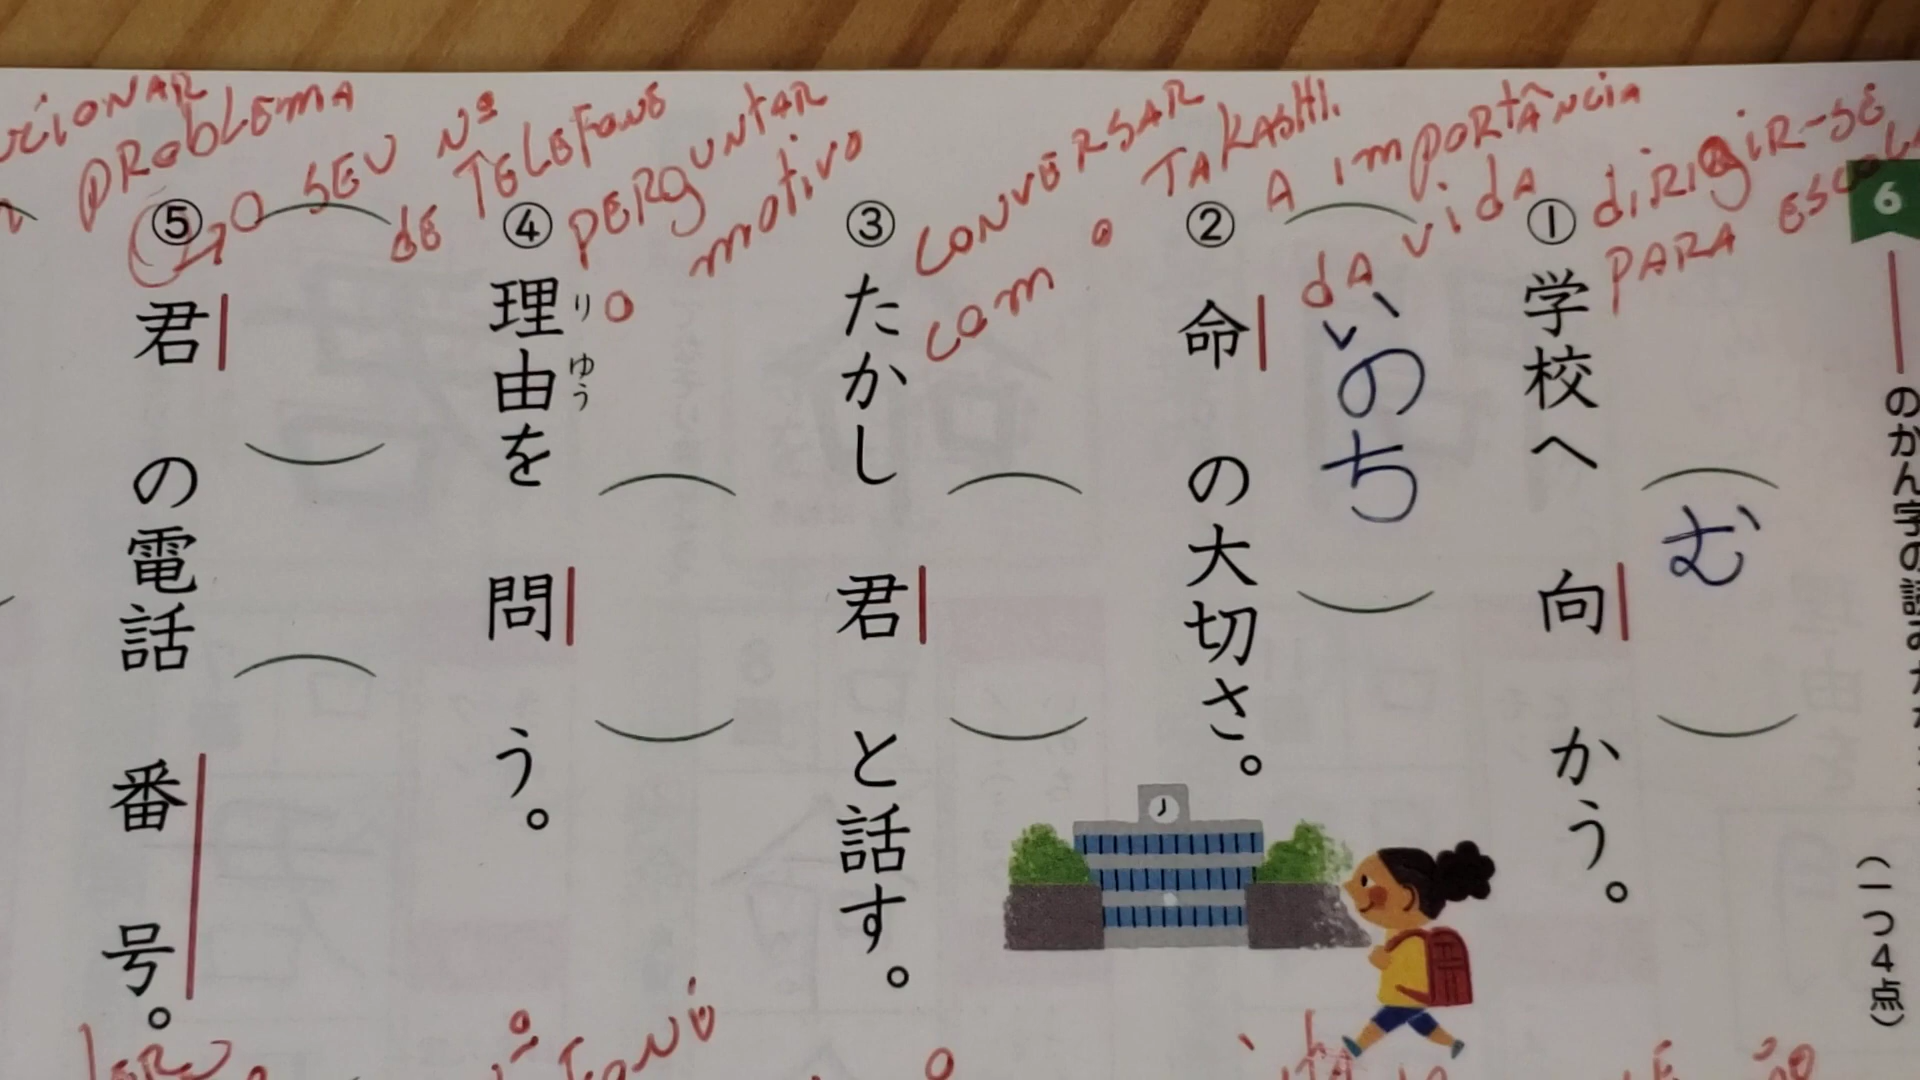 6
のかん字の読み
(一つ4点)
① 学校へ向かう。
む
DIRIGIR-SE
PARA ESCOLA
② 命の大切さ。
いのち
A IMPORTÂNCIA
DA VIDA
③ たかし君と話す。
CONVERSAR
COM O TAKASHI.
④ 理由を問う。
りゆう
PERGUNTAR
O MOTIVO
⑤ 君の電話番号。
O SEU Nº
DE TELEFONE
PROBLEMA